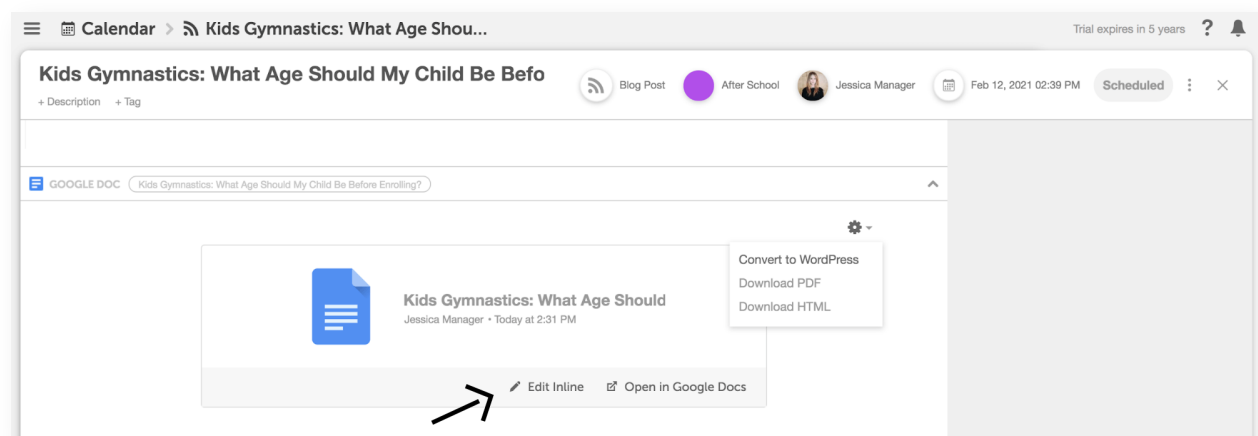 Calendar > Kids Gymnastics: What Age Shou...
Trial expires in 5 years ?
Kids Gymnastics: What Age Should My Child Be Befo
Blog Post
After School
Jessica Manager
Feb 12, 2021 02:39 PM
Scheduled
+ Description + Tag
GOOGLE DOC
Kids Gymnastics: What Age Should My Child Be Before Enrolling?
Convert to WordPress
Download PDF
Download HTML
Kids Gymnastics: What Age Should
Jessica Manager • Today at 2:31 PM
Edit Inline
Open in Google Docs